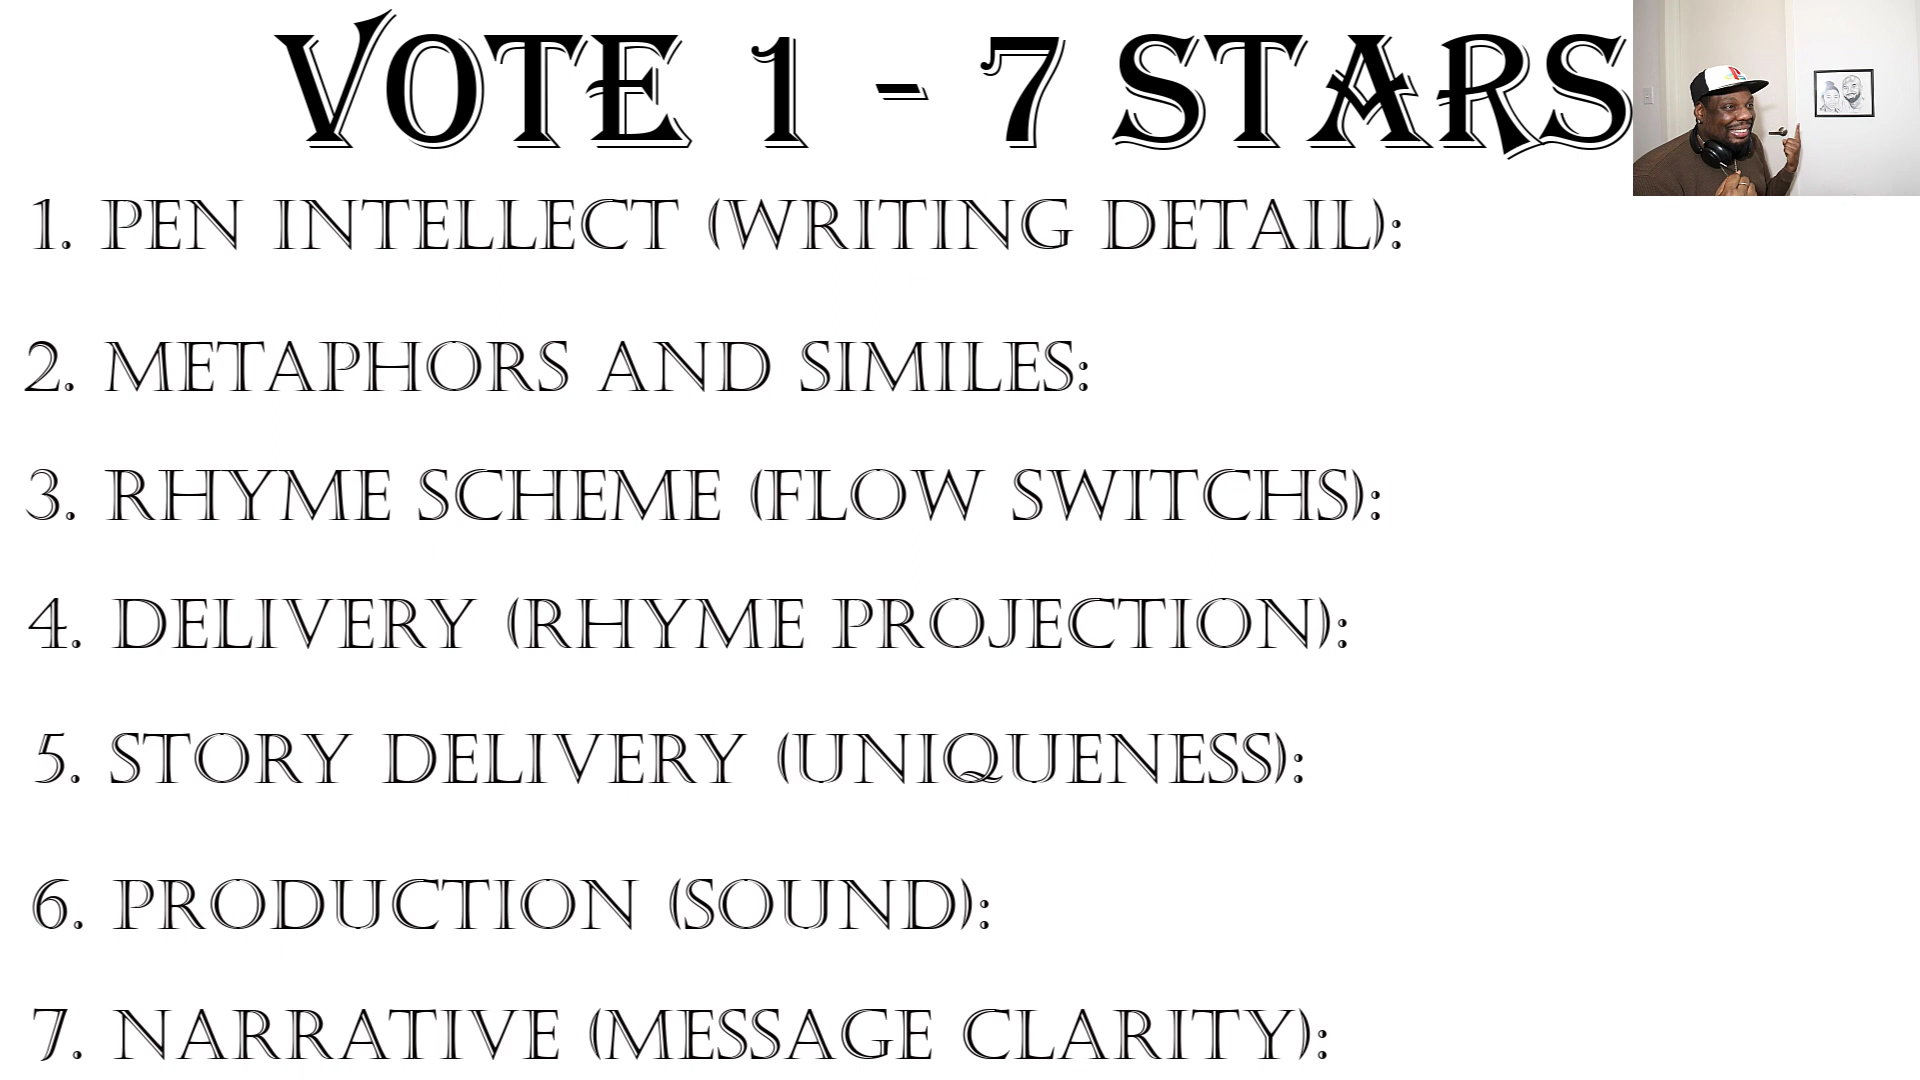 VOTE 1 - 7 STARS
1. PEN INTELLECT (WRITING DETAIL):
2. METAPHORS AND SIMILES:
3. RHYME SCHEME (FLOW SWITCHS):
4. DELIVERY (RHYME PROJECTION):
5. STORY DELIVERY (UNIQUENESS):
6. PRODUCTION (SOUND):
7. NARRATIVE (MESSAGE CLARITY):